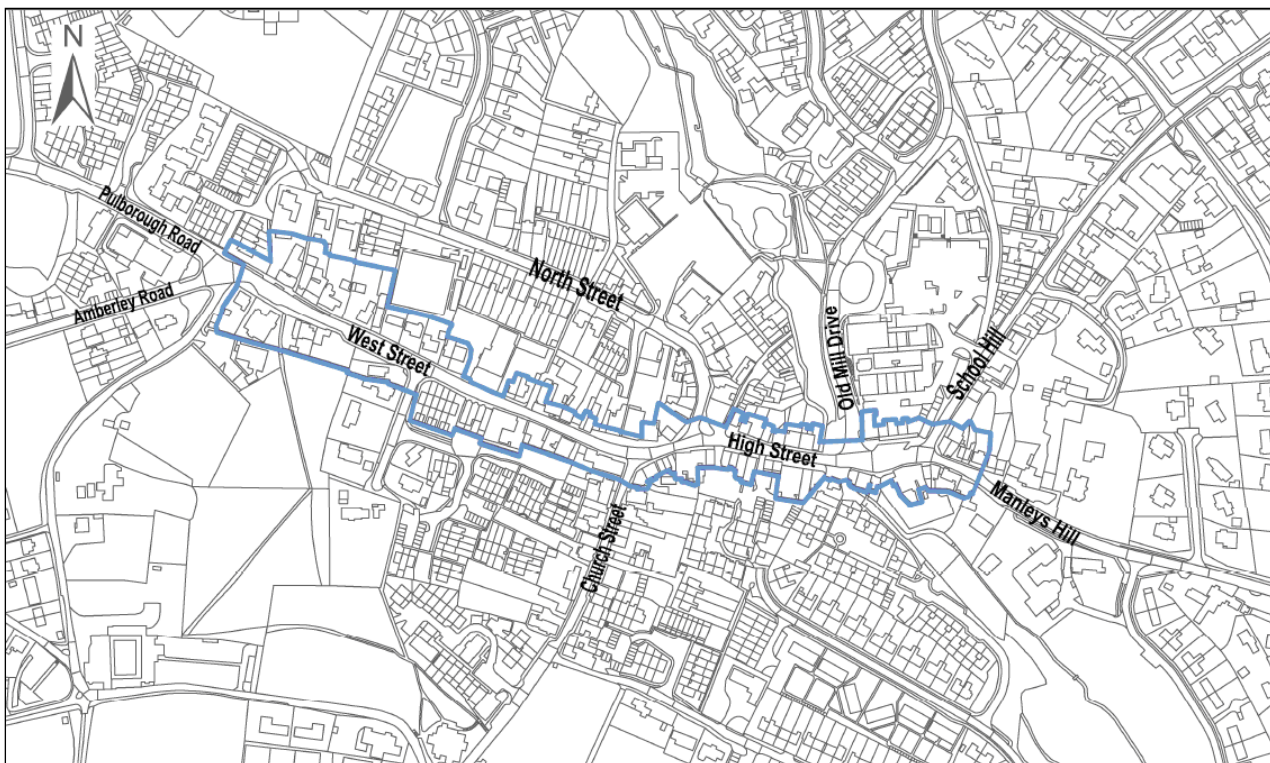 N
Pulborough Road
Amberley Road
North Street
West Street
Old Mill Drive
School Hill
High Street
Manleys Hill
Church Street